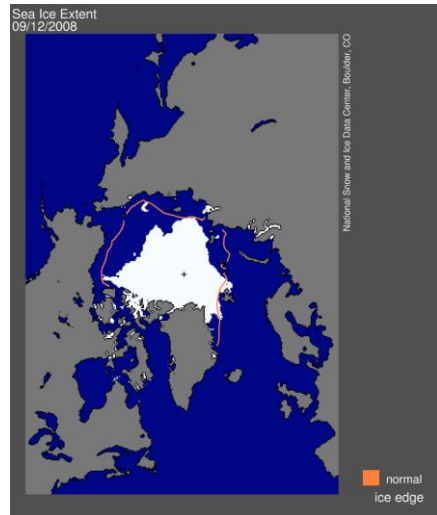 Sea Ice Extent
09/12/2008
National Snow and Ice Data Center, Boulder, CO
normal
ice edge